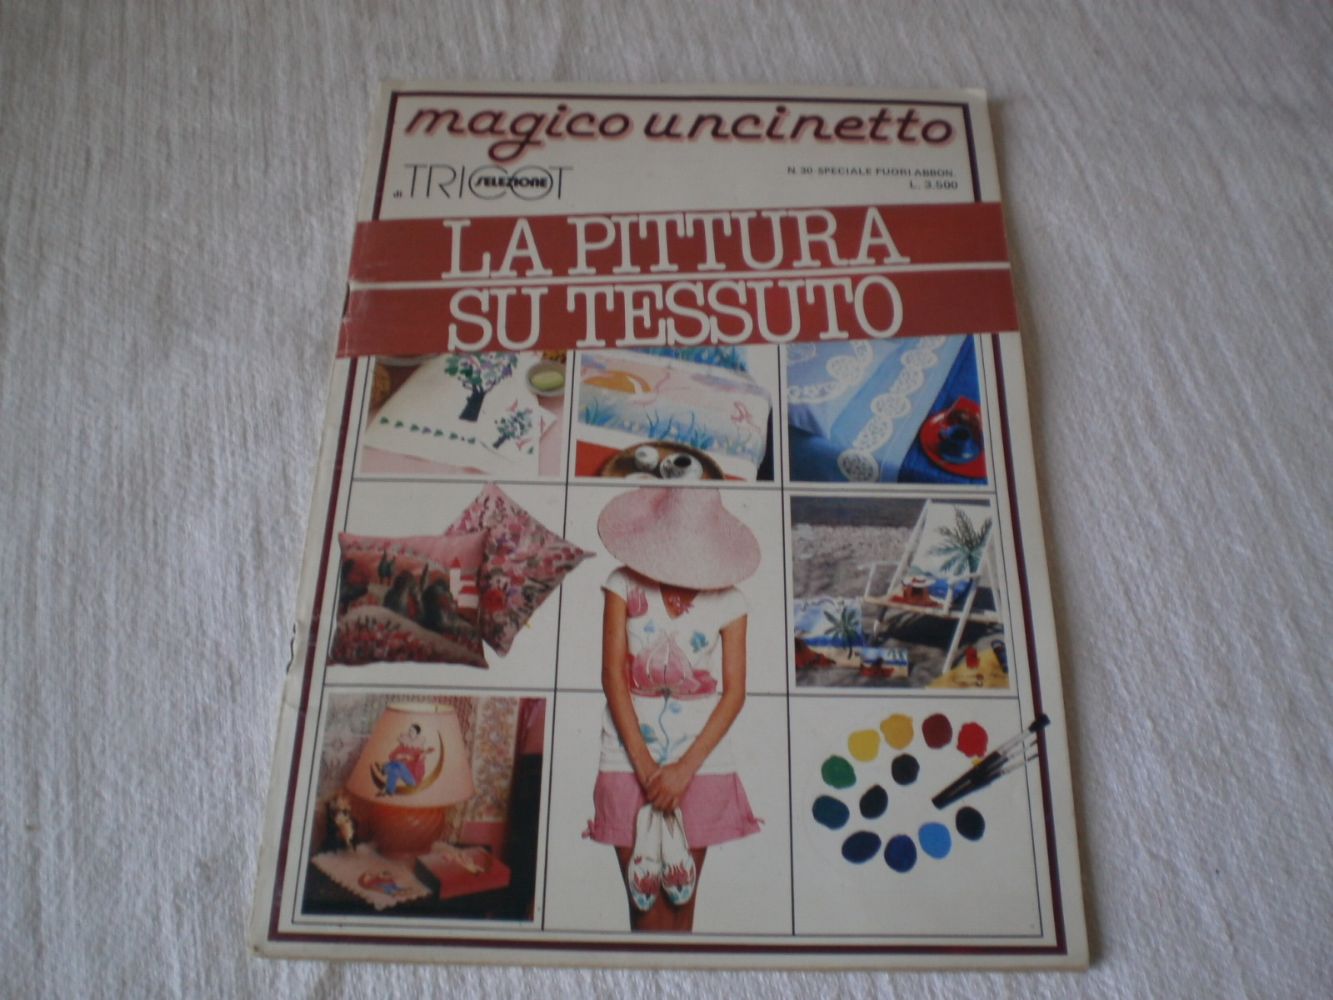 magico uncinetto
di TRICOT SELEZIONE
N. 30-SPECIALE FUORI ABBON.
L. 3.500
LA PITTURA
SU TESSUTO